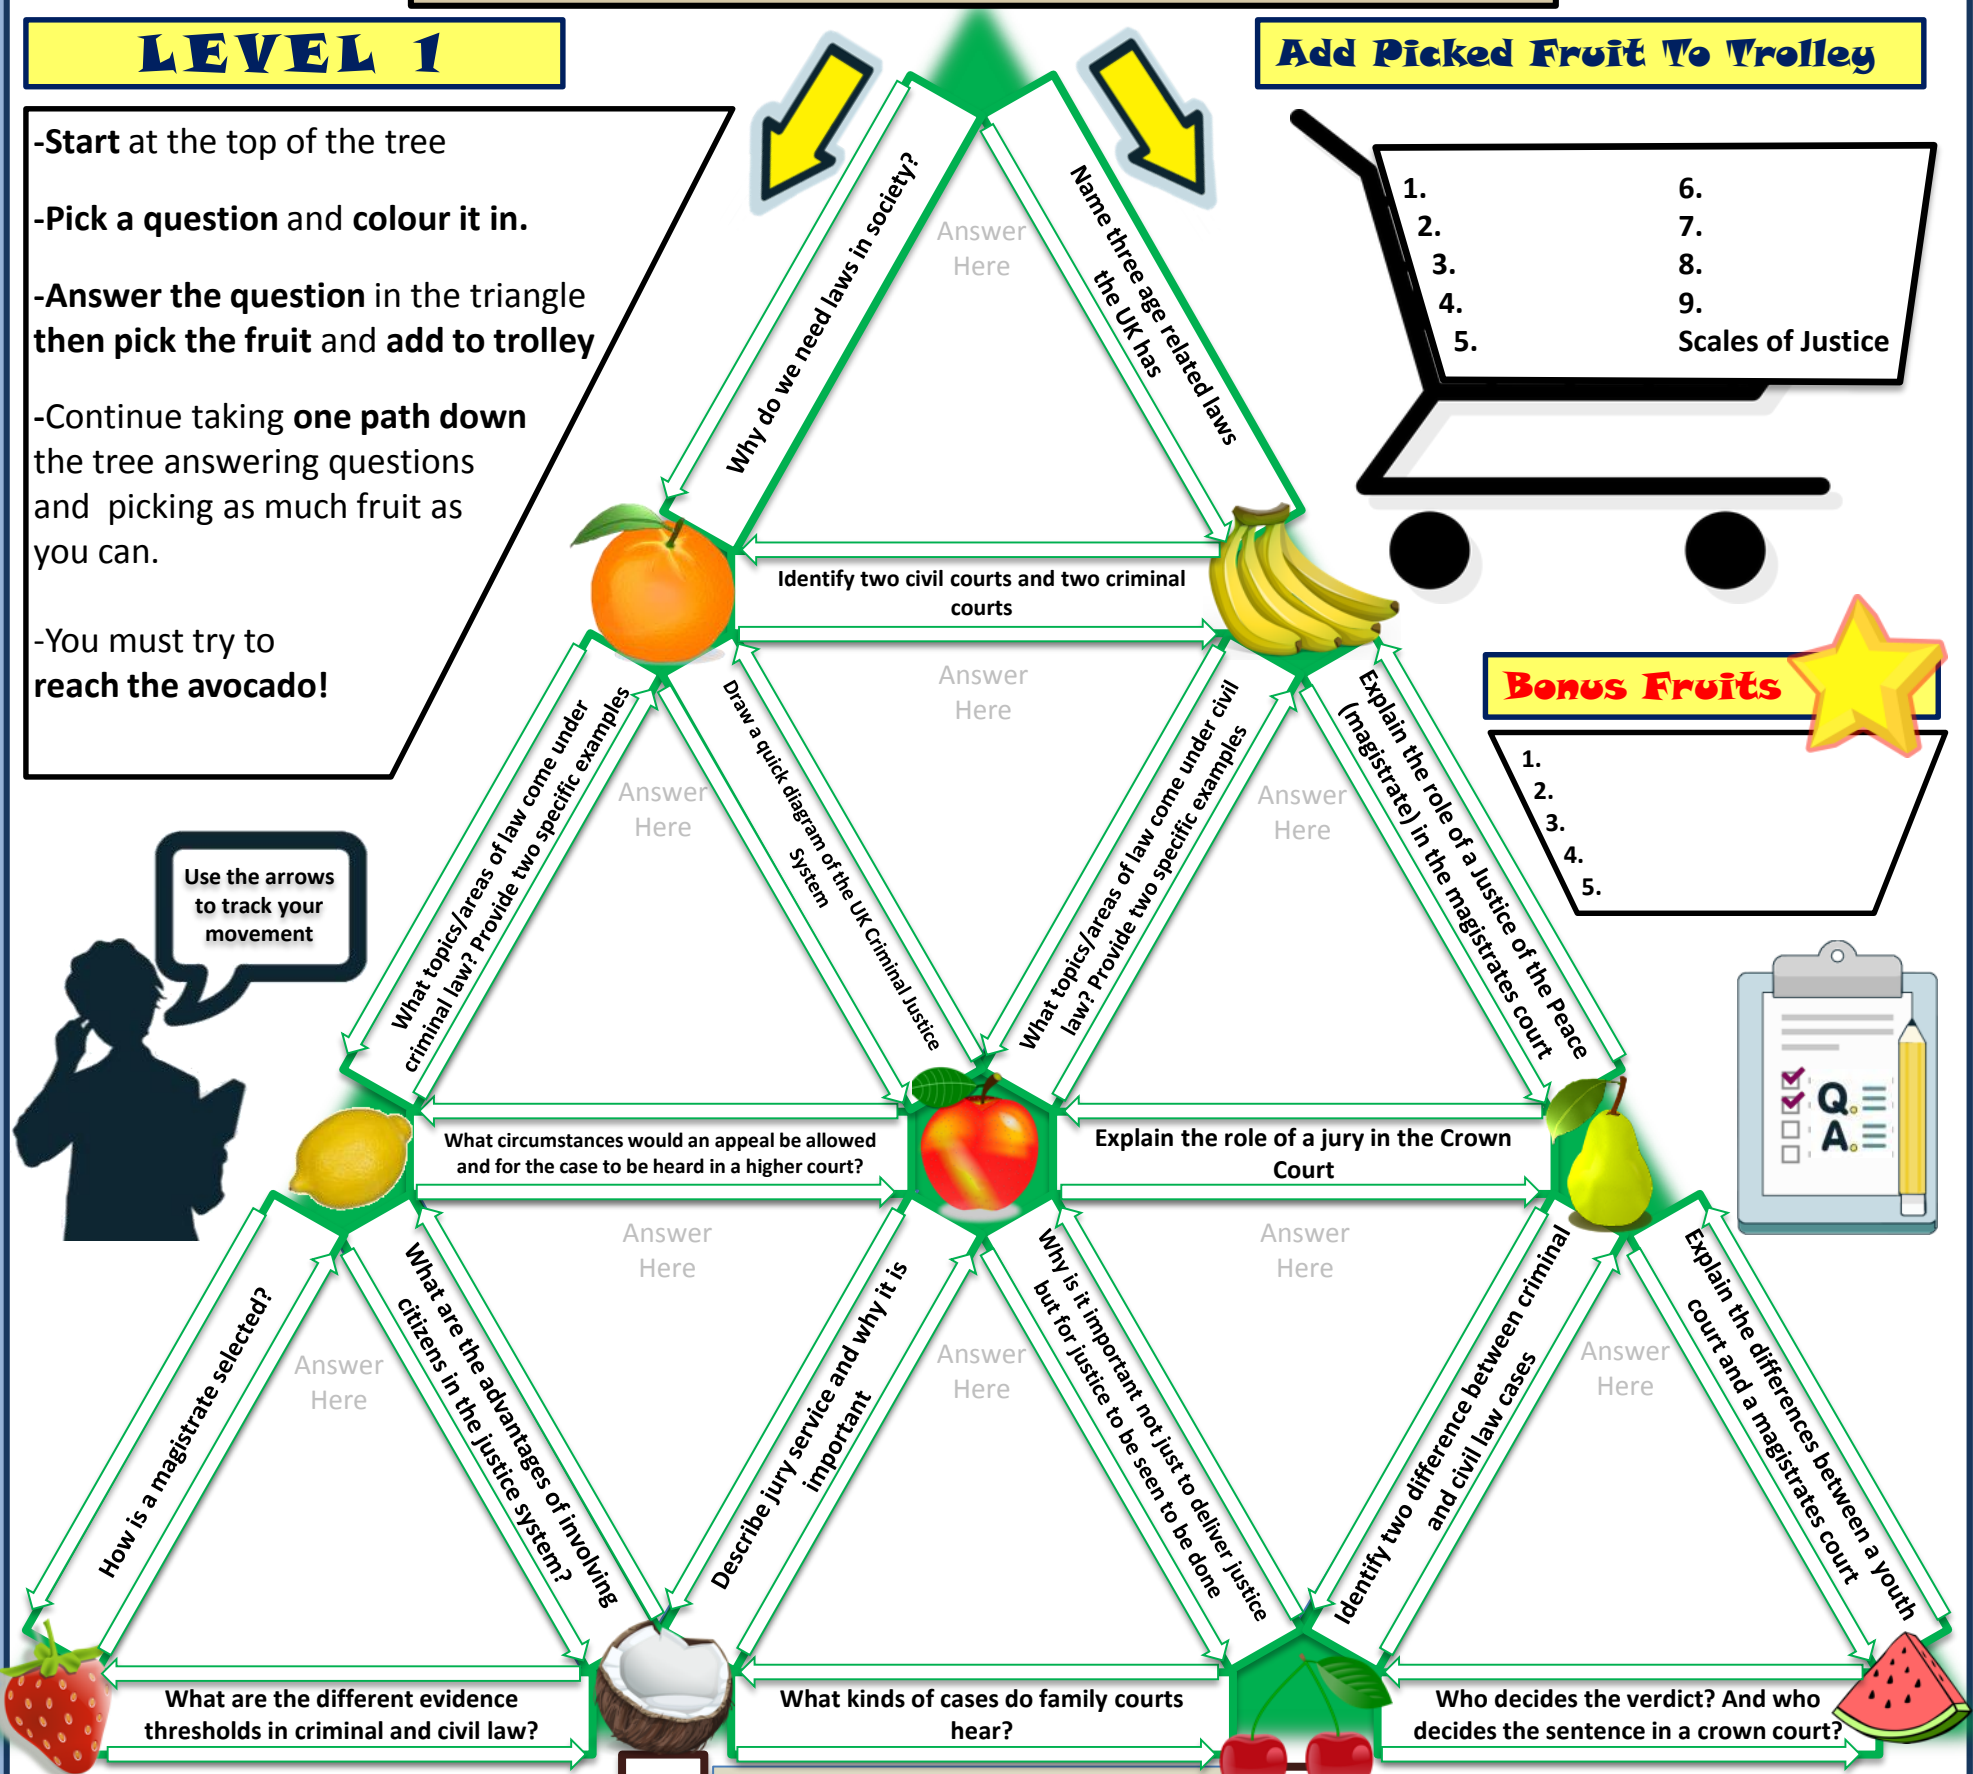 LEVEL 1
Add Picked Fruit To Trolley
-Start at the top of the tree
-Pick a question and colour it in.
-Answer the question in the triangle
then pick the fruit and add to trolley
-Continue taking one path down
the tree answering questions
and picking as much fruit as
you can.
-You must try to
reach the avocado!
1.
2.
3.
4.
5.
6.
7.
8.
9.
Scales of Justice
Why do we need laws in society?
Answer
Here
Name three age related laws
the UK has
Identify two civil courts and two criminal
courts
Answer
Here
Bonus Fruits
1.
2.
3.
4.
5.
What topics/areas of law come under
criminal law? Provide two specific examples
Answer
Here
Draw a quick diagram of the UK Criminal Justice
System
What topics/areas of law come under civil
law? Provide two specific examples
Answer
Here
Explain the role of a Justice of the Peace
(magistrate) in the magistrates court
Use the arrows
to track your
movement
Q.
A.
What circumstances would an appeal be allowed
and for the case to be heard in a higher court?
Explain the role of a jury in the Crown
Court
Answer
Here
Answer
Here
How is a magistrate selected?
Answer
Here
What are the advantages of involving
citizens in the justice system?
Describe jury service and why it is
important
Answer
Here
Why is it important not just to deliver justice
but for justice to be seen to be done
Identify two difference between criminal
and civil law cases
Answer
Here
Explain the differences between a youth
court and a magistrates court
What are the different evidence
thresholds in criminal and civil law?
What kinds of cases do family courts
hear?
Who decides the verdict? And who
decides the sentence in a crown court?